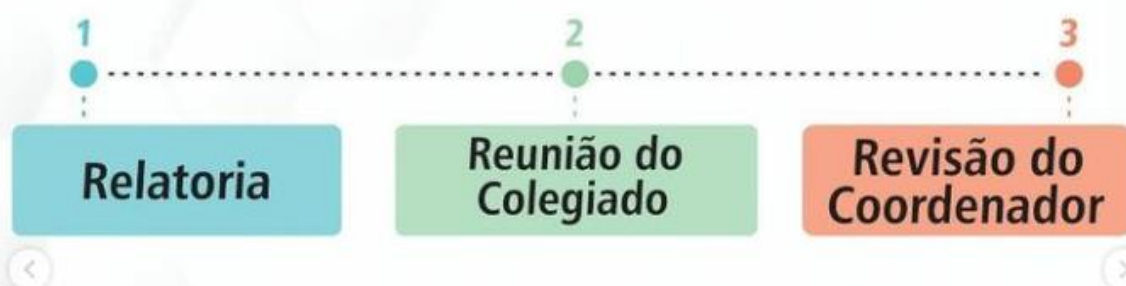 1
2
3
Relatoria
Reunião do
Colegiado
Revisão do
Coordenador